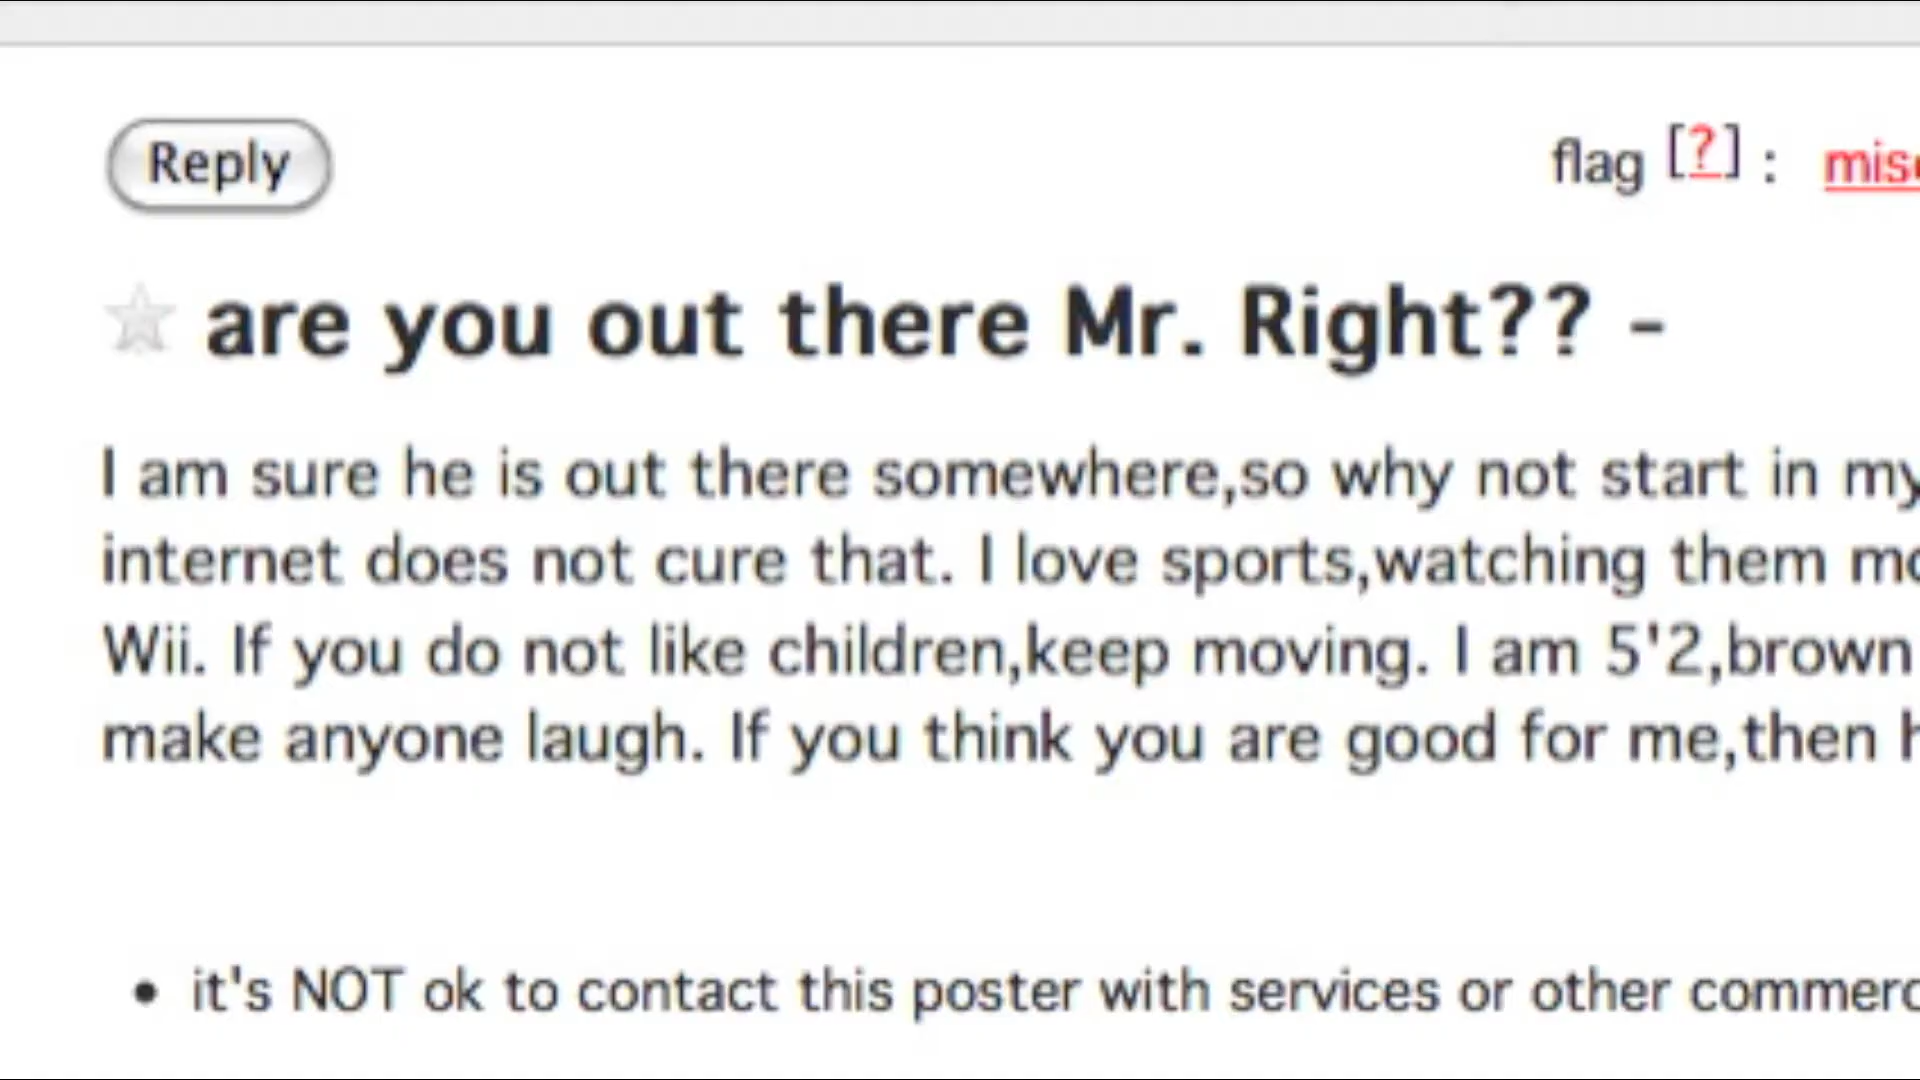 Reply
flag [?] :
are you out there Mr. Right?? -
I am sure he is out there somewhere,so why not start in my
internet does not cure that. I love sports,watching them
Wii. If you do not like children,keep moving. I am 5'2,brown
make anyone laugh. If you think you are good for me,then
• it's NOT ok to contact this poster with services or other